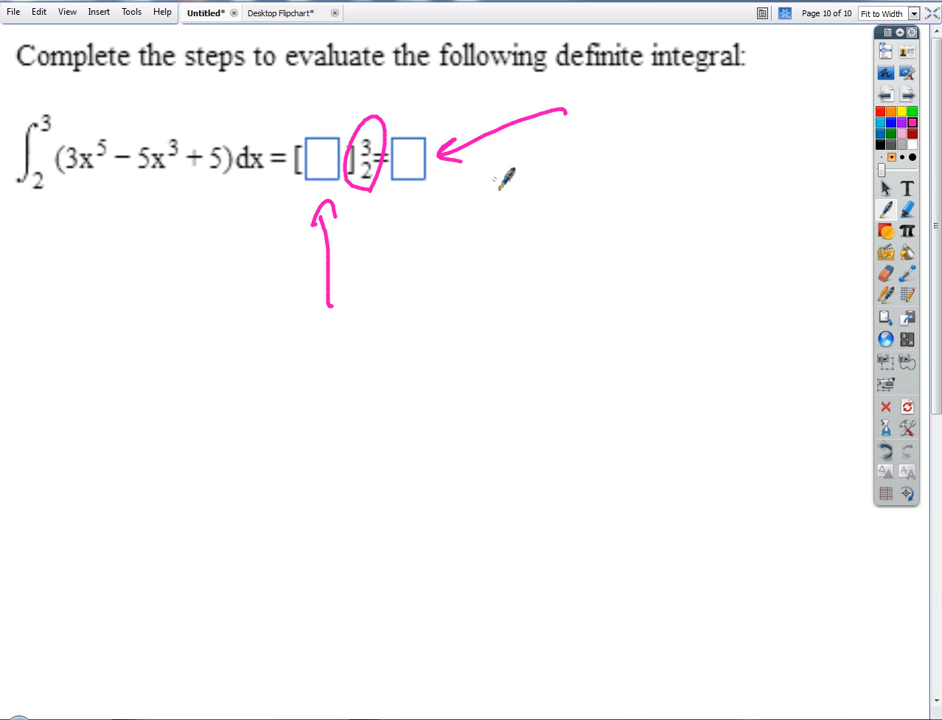 File Edit View Insert Tools Help Untitled* Desktop Flipchart* Page 10 of 10 Fit to Width
Complete the steps to evaluate the following definite integral:
∫₂³ (3x⁵ − 5x³ + 5)dx = [□]₂³ = □